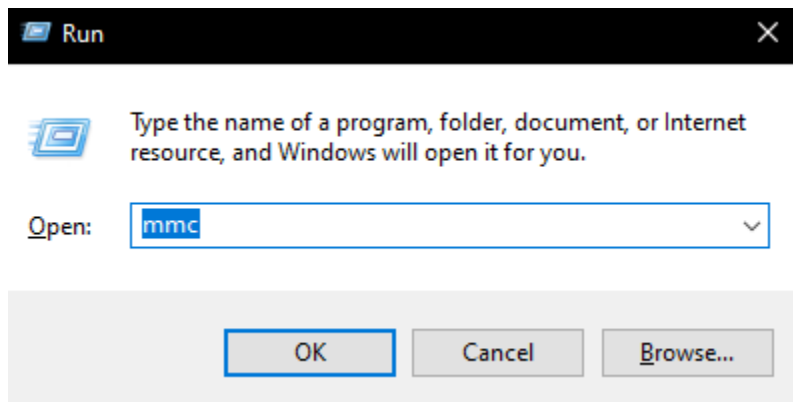 Run
Type the name of a program, folder, document, or Internet
resource, and Windows will open it for you.
Open: mmc
OK Cancel Browse...